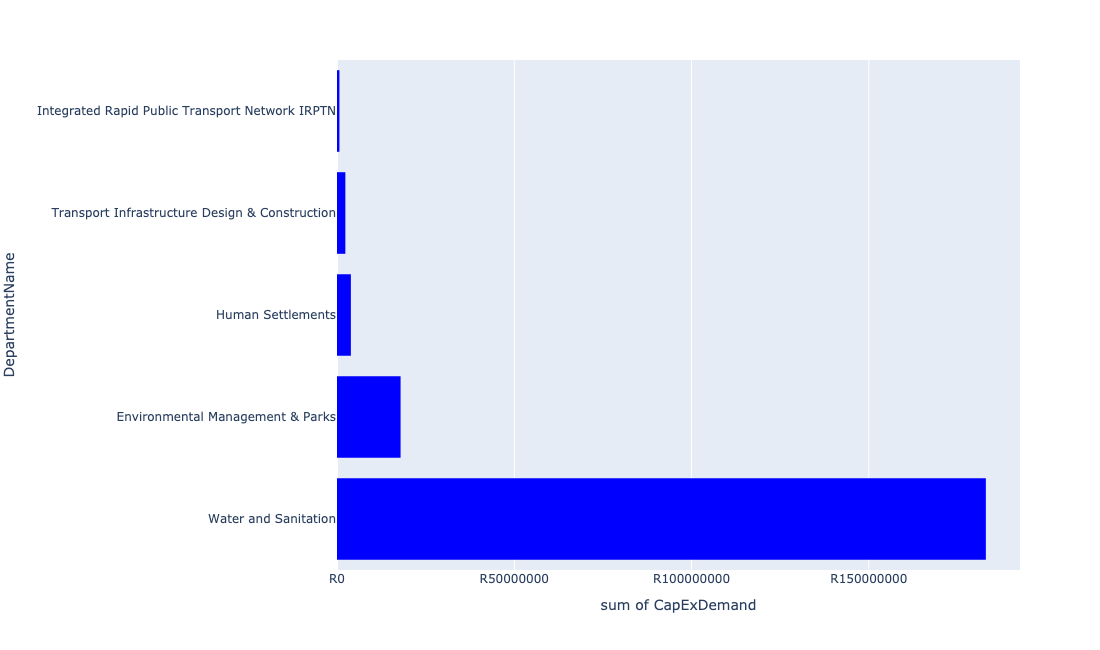 Integrated Rapid Public Transport Network IRPTN
Transport Infrastructure Design & Construction
Human Settlements
Environmental Management & Parks
Water and Sanitation
DepartmentName
R0
R50000000
R100000000
R150000000
sum of CapExDemand